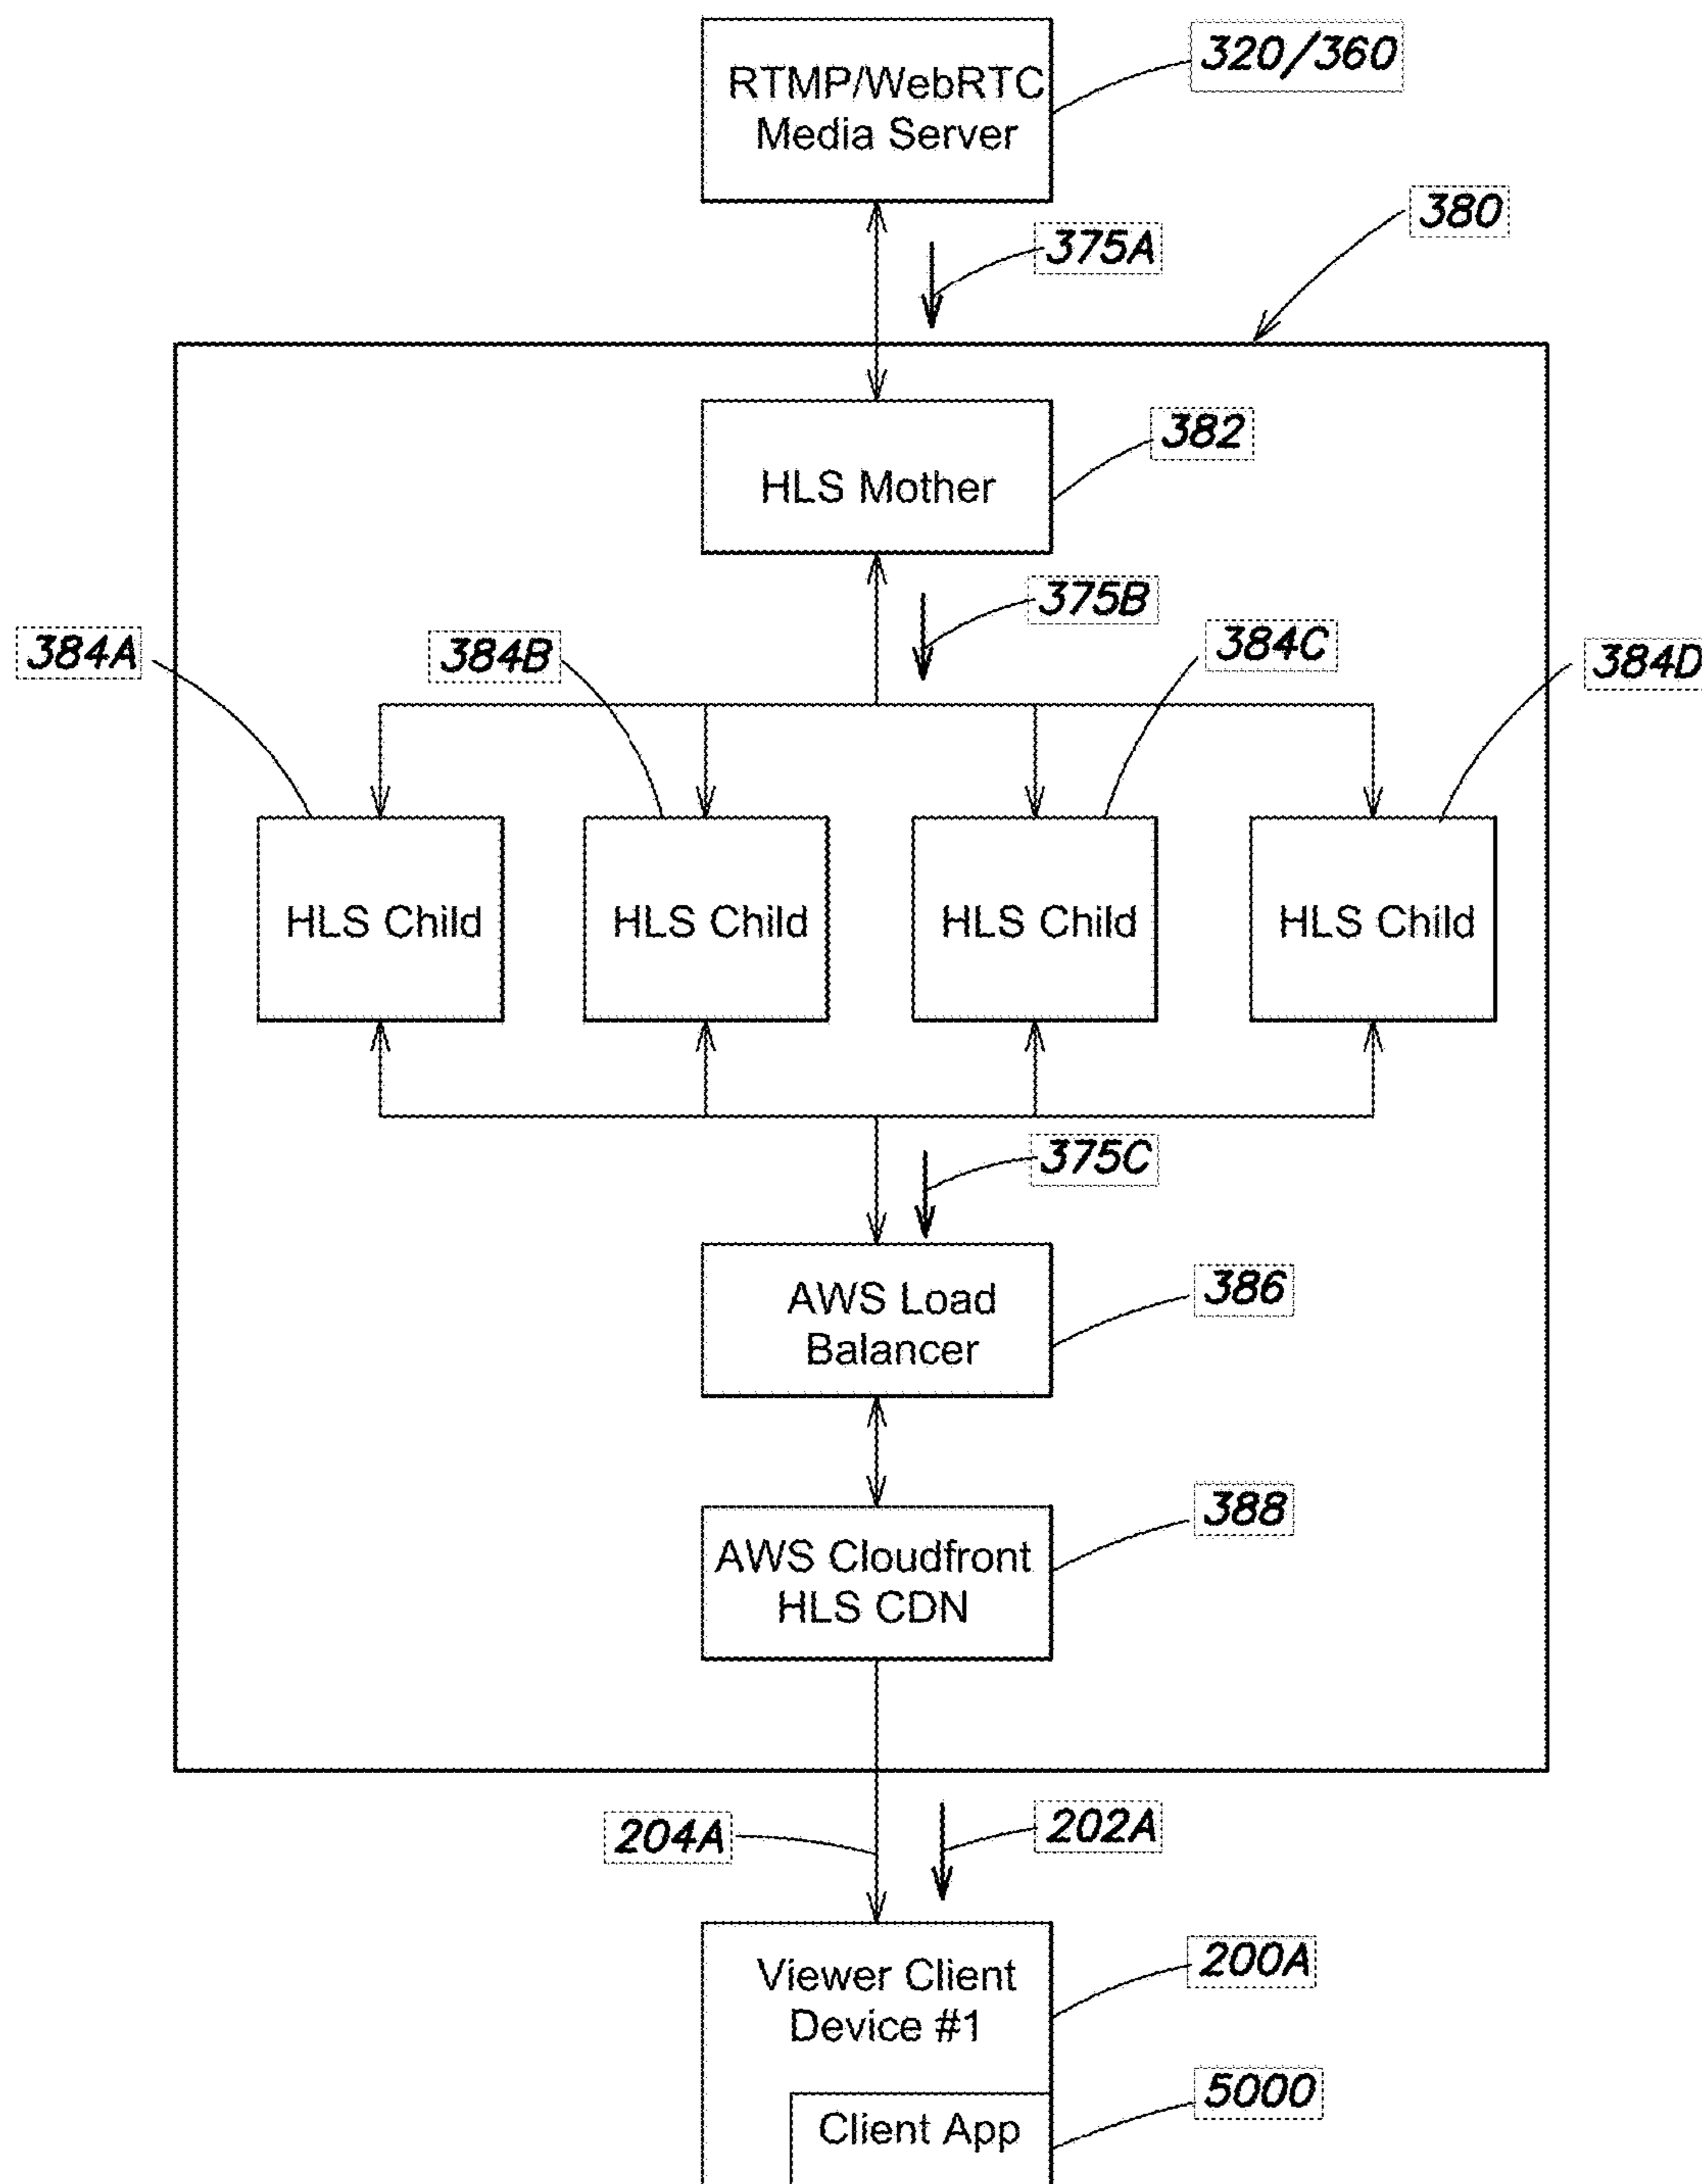 RTMP/WebRTC
Media Server
320/360
380
375A
HLS Mother
382
375B
384A
384B
384C
384D
HLS Child
HLS Child
HLS Child
HLS Child
375C
AWS Load
Balancer
386
AWS Cloudfront
HLS CDN
388
204A
202A
Viewer Client
Device #1
200A
Client App
5000